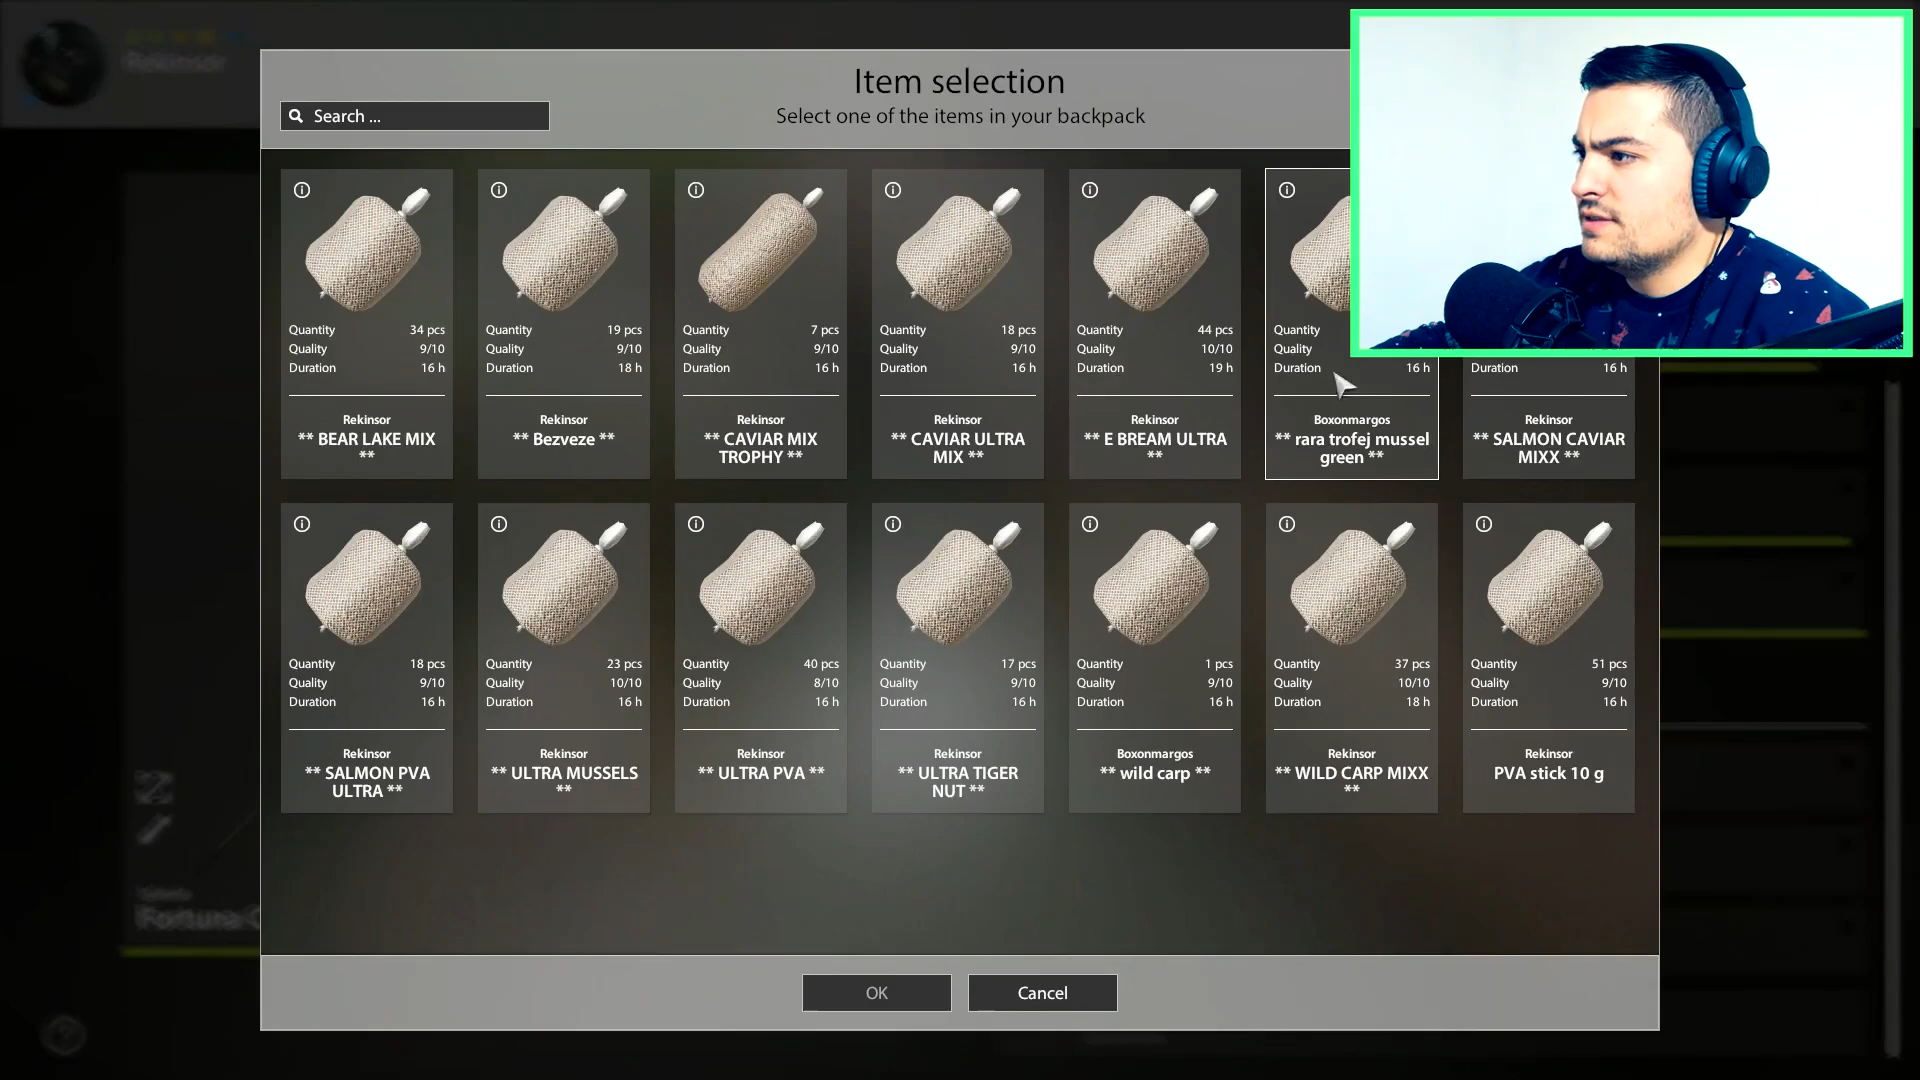 Rekinsor
Item selection
Search ...
Select one of the items in your backpack
Quantity 34 pcs
Quality 9/10
Duration 16 h
Rekinsor
** BEAR LAKE MIX
**
Quantity 19 pcs
Quality 9/10
Duration 18 h
Rekinsor
** Bezveze **
Quantity 7 pcs
Quality 9/10
Duration 16 h
Rekinsor
** CAVIAR MIX
TROPHY **
Quantity 18 pcs
Quality 9/10
Duration 16 h
Rekinsor
** CAVIAR ULTRA
MIX **
Quantity 44 pcs
Quality 10/10
Duration 19 h
Rekinsor
** E BREAM ULTRA
**
Quantity
Quality
Duration 16 h
Boxonmargos
** rara trofej mussel
green **
Duration 16 h
Rekinsor
** SALMON CAVIAR
MIXX **
Quantity 18 pcs
Quality 9/10
Duration 16 h
Rekinsor
** SALMON PVA
ULTRA **
Quantity 23 pcs
Quality 10/10
Duration 16 h
Rekinsor
** ULTRA MUSSELS
**
Quantity 40 pcs
Quality 8/10
Duration 16 h
Rekinsor
** ULTRA PVA **
Quantity 17 pcs
Quality 9/10
Duration 16 h
Rekinsor
** ULTRA TIGER
NUT **
Quantity 1 pcs
Quality 9/10
Duration 16 h
Boxonmargos
** wild carp **
Quantity 37 pcs
Quality 10/10
Duration 18 h
Rekinsor
** WILD CARP MIXX
**
Quantity 51 pcs
Quality 9/10
Duration 16 h
Rekinsor
PVA stick 10 g
OK
Cancel